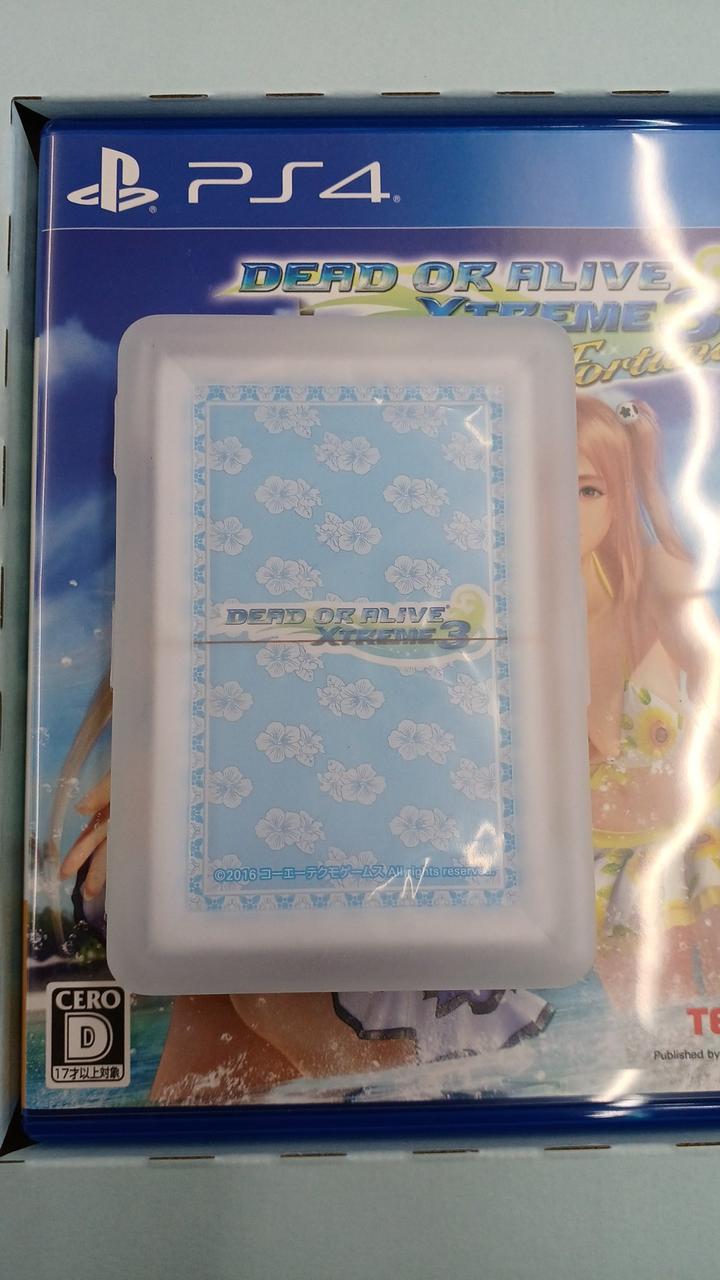 PS4
DEAD OR ALIVE
XTREME 3
Fortune
DEAD OR ALIVE
XTREME 3
©2016 コーエーテクモゲームス All rights reserved.
CERO
D
17才以上対象
Published by